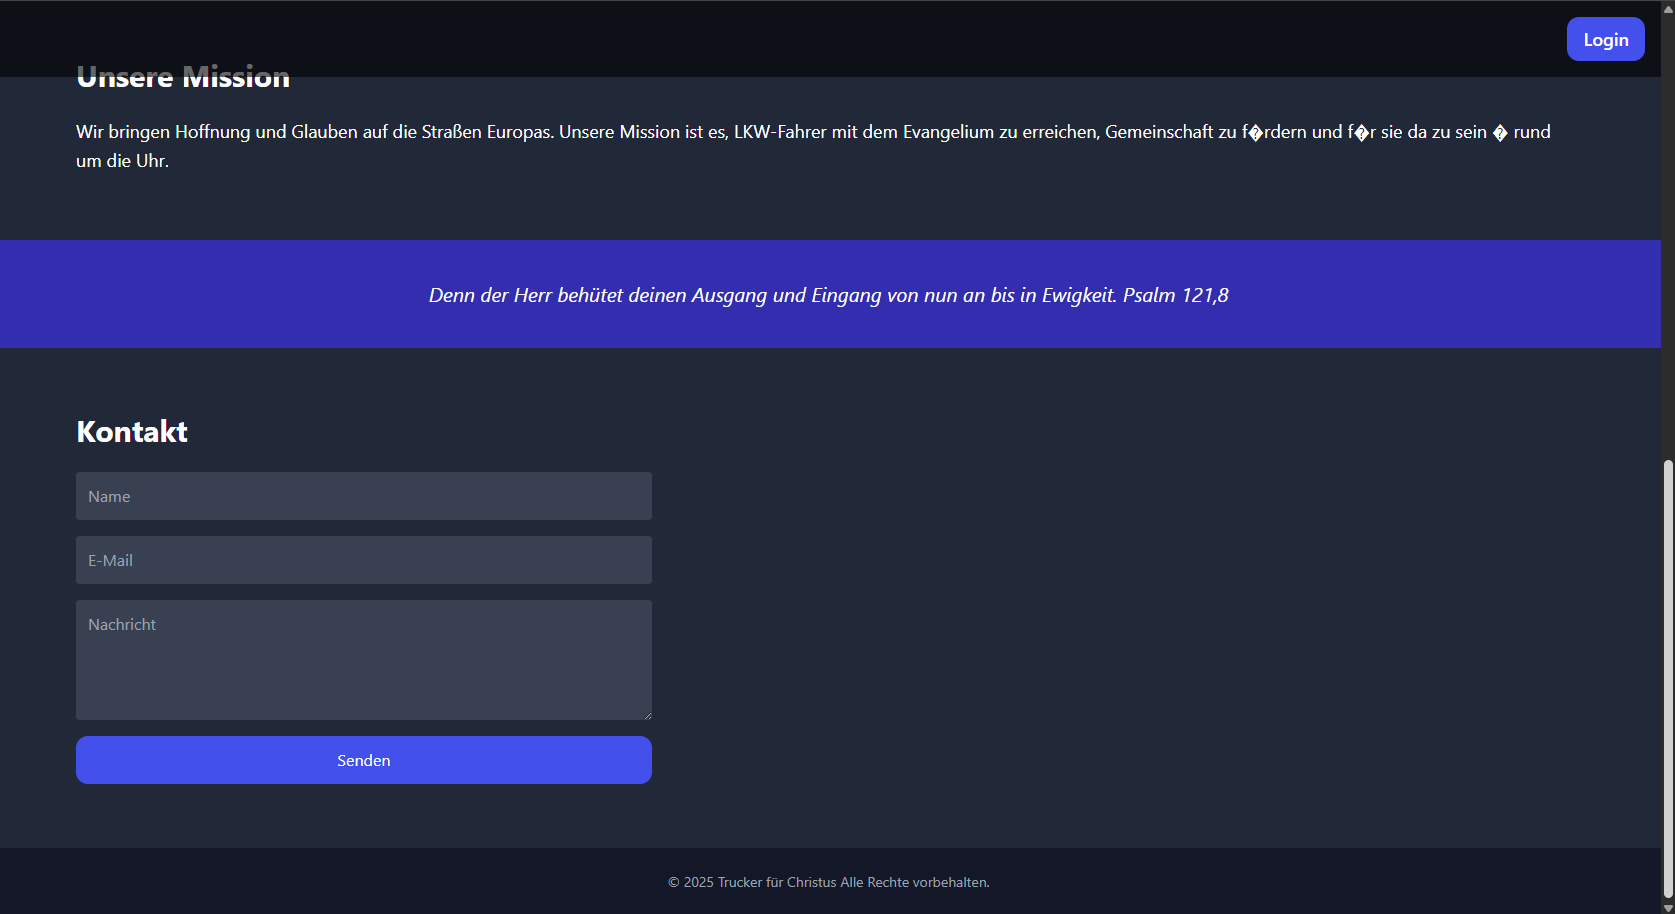 Login
Unsere Mission
Wir bringen Hoffnung und Glauben auf die Straßen Europas. Unsere Mission ist es, LKW-Fahrer mit dem Evangelium zu erreichen, Gemeinschaft zu f�rdern und f�r sie da zu sein � rund
um die Uhr.
Denn der Herr behütet deinen Ausgang und Eingang von nun an bis in Ewigkeit. Psalm 121,8
Kontakt
Name
E-Mail
Nachricht
Senden
© 2025 Trucker für Christus Alle Rechte vorbehalten.